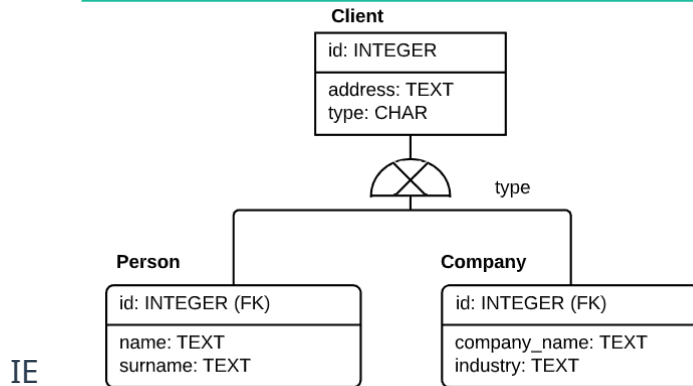 Client
id: INTEGER
address: TEXT
type: CHAR
type
Person
id: INTEGER (FK)
name: TEXT
surname: TEXT
Company
id: INTEGER (FK)
company_name: TEXT
industry: TEXT
IE